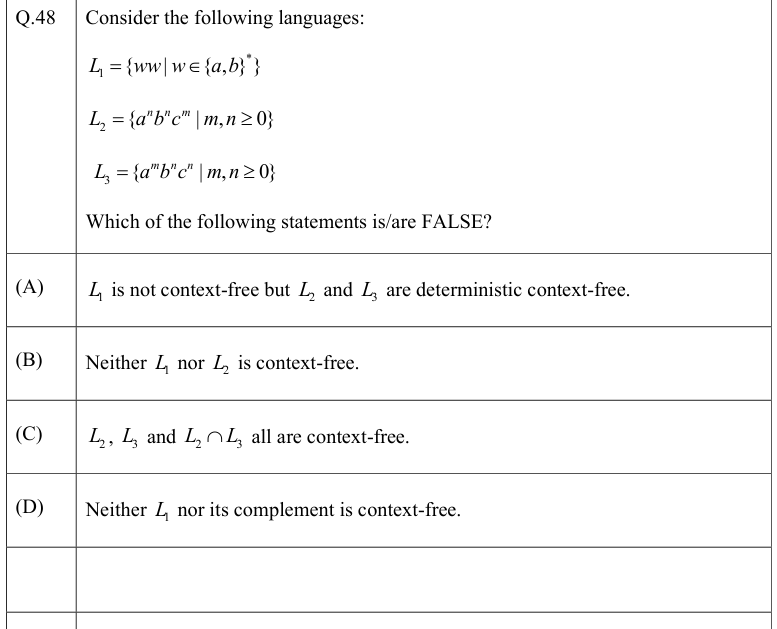 Q.48 Consider the following languages:
L₁ = {ww | w ∈ {a,b}*}
L₂ = {aⁿbⁿcᵐ | m,n ≥ 0}
L₃ = {aᵐbⁿcⁿ | m,n ≥ 0}
Which of the following statements is/are FALSE?
(A) L₁ is not context-free but L₂ and L₃ are deterministic context-free.
(B) Neither L₁ nor L₂ is context-free.
(C) L₂, L₃ and L₂ ∩ L₃ all are context-free.
(D) Neither L₁ nor its complement is context-free.